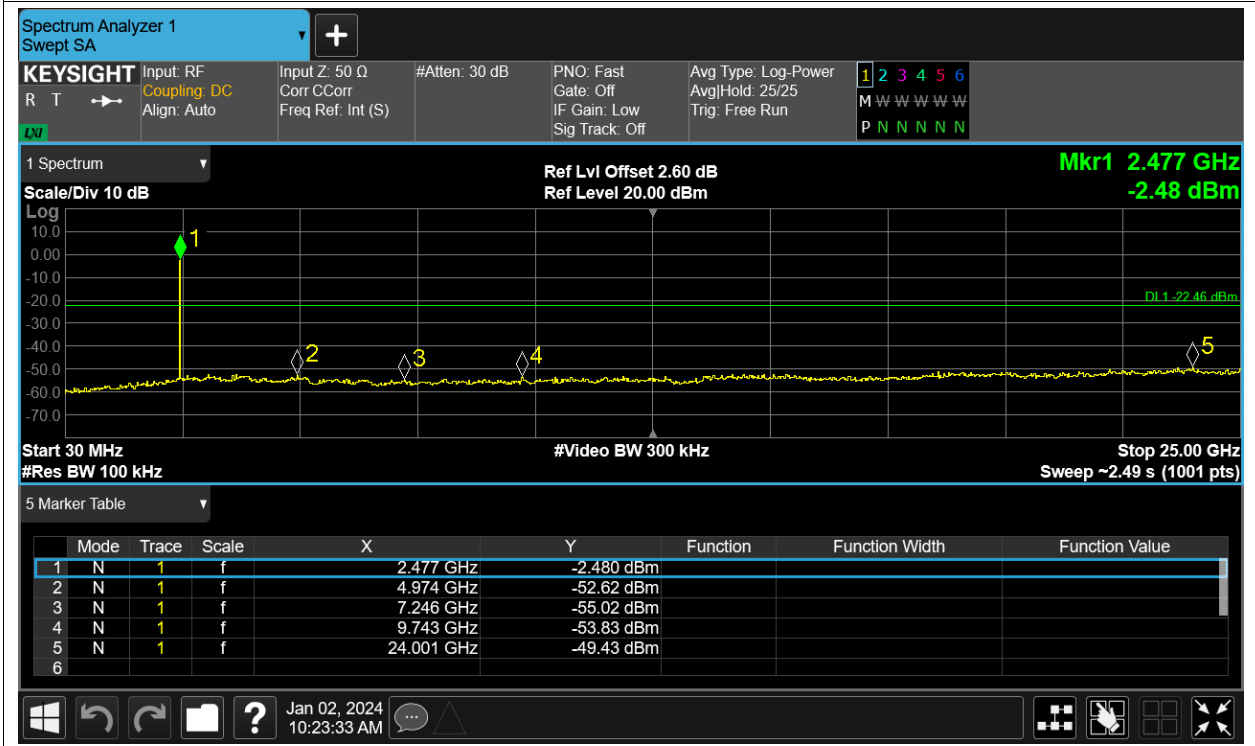 Spectrum Analyzer 1
Swept SA
+
KEYSIGHT
R T
LXI
Input: RF
Coupling: DC
Align: Auto
Input Z: 50 Ω
Corr CCorr
Freq Ref: Int (S)
#Atten: 30 dB
PNO: Fast
Gate: Off
IF Gain: Low
Sig Track: Off
Avg Type: Log-Power
Avg|Hold: 25/25
Trig: Free Run
1 2 3 4 5 6
M W W W W W
P N N N N N
1 Spectrum
Scale/Div 10 dB
Ref Lvl Offset 2.60 dB
Ref Level 20.00 dBm
Mkr1 2.477 GHz
-2.48 dBm
Log
10.0
0.00
-10.0
-20.0
-30.0
-40.0
-50.0
-60.0
-70.0
1
2
3
4
5
DL1 -22.46 dBm
Start 30 MHz
#Res BW 100 kHz
#Video BW 300 kHz
Stop 25.00 GHz
Sweep ~2.49 s (1001 pts)
5 Marker Table
Mode Trace Scale X Y Function Function Width Function Value
1 N 1 f 2.477 GHz -2.480 dBm
2 N 1 f 4.974 GHz -52.62 dBm
3 N 1 f 7.246 GHz -55.02 dBm
4 N 1 f 9.743 GHz -53.83 dBm
5 N 1 f 24.001 GHz -49.43 dBm
6
?
Jan 02, 2024
10:23:33 AM